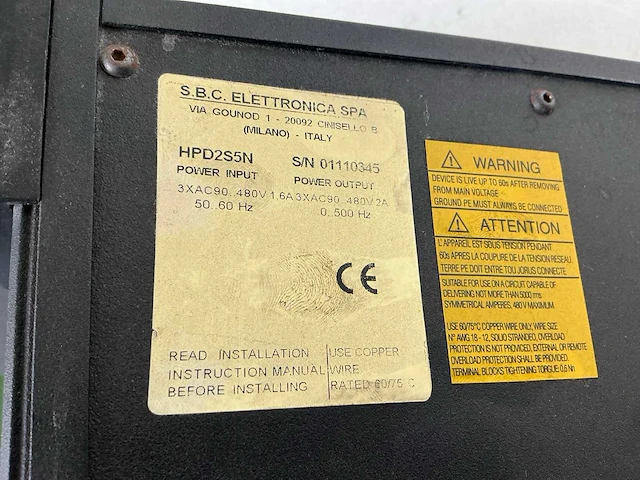 S.B.C. ELETTRONICA SPA
VIA GOUNOD 1 - 20092 CINISELLO B.
(MILANO) - ITALY
HPD2S5N S/N 01110345
POWER INPUT POWER OUTPUT
3XAC90..480V 1,6A 3XAC90..480V 2A
50..60 Hz 0..500 Hz
CE
READ INSTALLATION
INSTRUCTION MANUAL
BEFORE INSTALLING
USE COPPER
WIRE
RATED 60/75°C
WARNING
DEVICE IS LIVE UP TO 60s AFTER REMOVING
FROM MAIN VOLTAGE
GROUND PE MUST ALWAYS BE CONNECTED
ATTENTION
L'APPAREIL EST SOUS TENSION PENDANT
60s APRES LA COUPURE DE LA TENSION RESEAU.
TERRE PE DOIT ENTRE TOU JORUS CONNECTE
SUITABLE FOR USE ON A CIRCUIT CAPABLE OF
DELIVERING NOT MORE THAN 5000 rms
SYMMETRICAL AMPERES, 480 V MAXIMUM.
USE 60/75°C COPPER WIRE ONLY, WIRE SIZE
N° AWG 18 - 12, SOLID STRANDED, OVERLOAD
PROTECTION IS NOT PROVICED, EXTERNAL OR REMOTE
OVERLOAD PROTECTION SHALL BE PROVIDED.
TERMINAL BLOCKS TIGHTENING TORQUE: 0,6 Nn